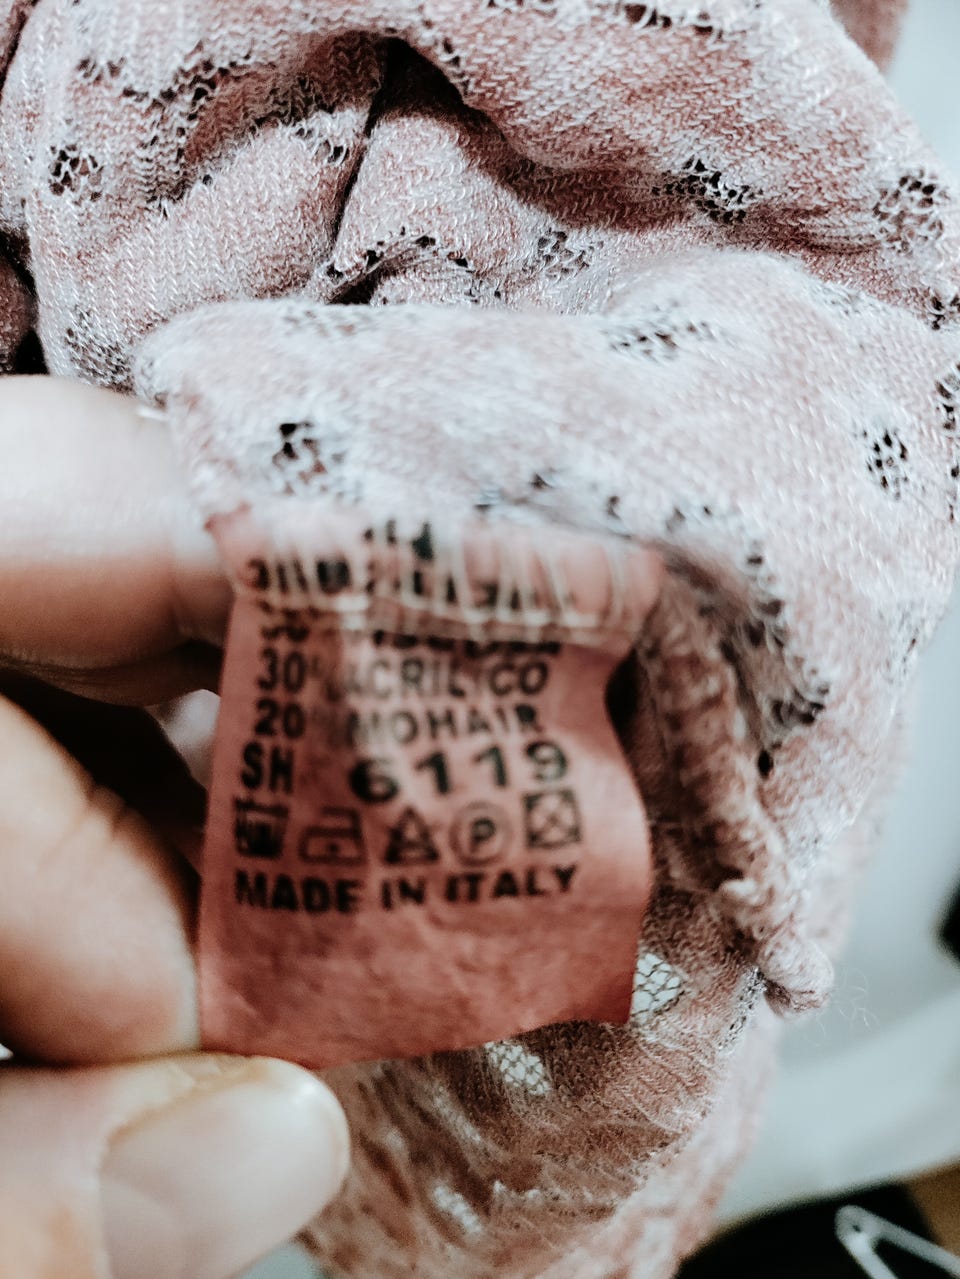 30% ACRILICO
20% MOHAIR
SH 6119
P
MADE IN ITALY